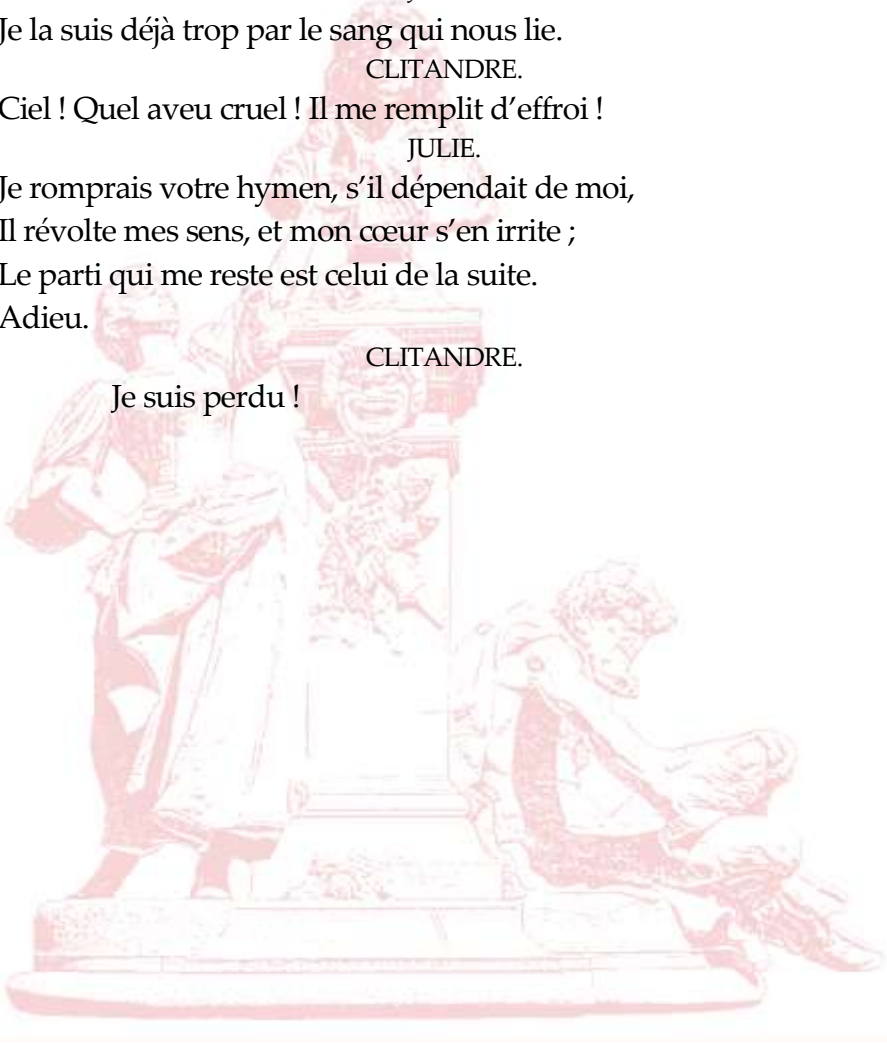 Je la suis déjà trop par le sang qui nous lie.
CLITANDRE.
Ciel ! Quel aveu cruel ! Il me remplit d’effroi !
JULIE.
Je romprais votre hymen, s’il dépendait de moi,
Il révolte mes sens, et mon cœur s’en irrite ;
Le parti qui me reste est celui de la suite.
Adieu.
CLITANDRE.
Je suis perdu !